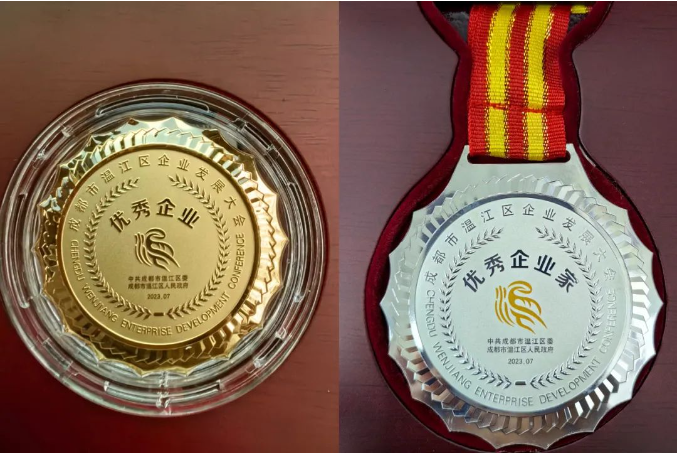 成都市温江区企业发展大会
优秀企业
中共成都市温江区委
成都市温江区人民政府
2023.07
CHENGDU WENJIANG ENTERPRISE DEVELOPMENT CONFERENCE
成都市温江区企业发展大会
优秀企业家
中共成都市温江区委
成都市温江区人民政府
2023.07
CHENGDU WENJIANG ENTERPRISE DEVELOPMENT CONFERENCE